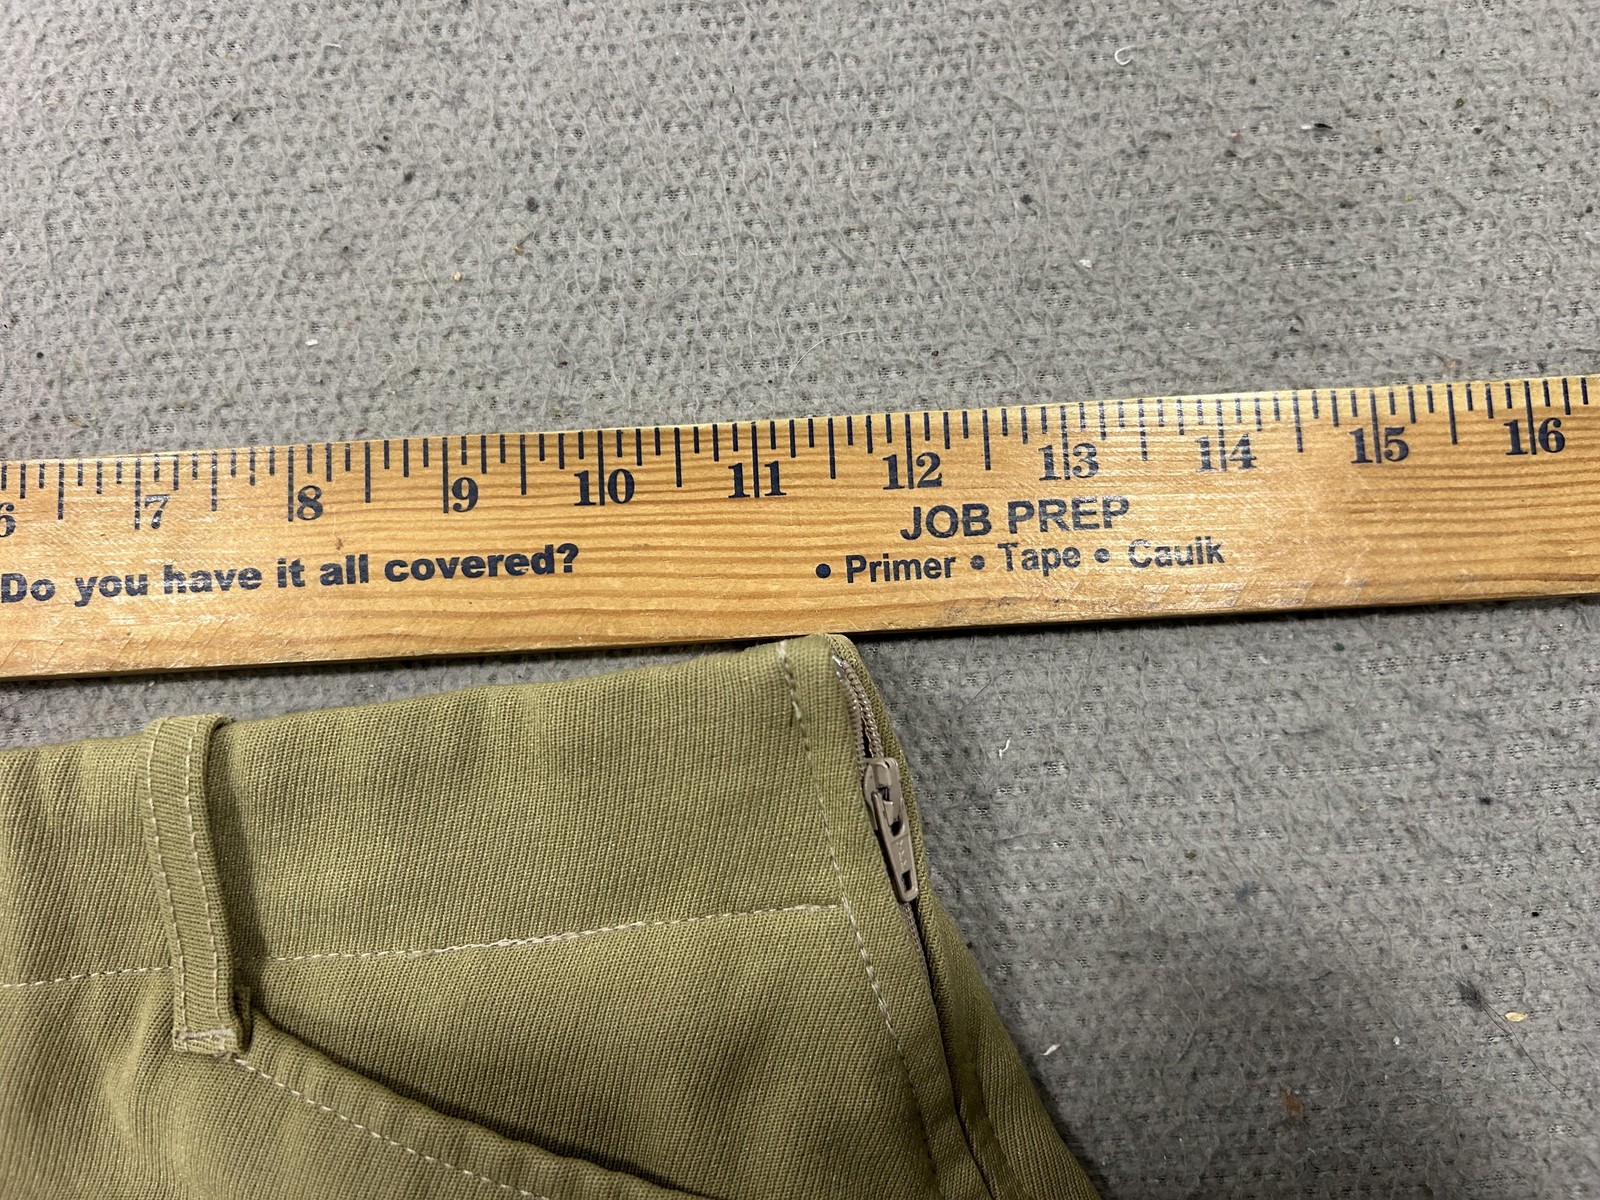 6 7 8 9 10 11 12 13 14 15 16
JOB PREP
Do you have it all covered?
• Primer • Tape • Caulk